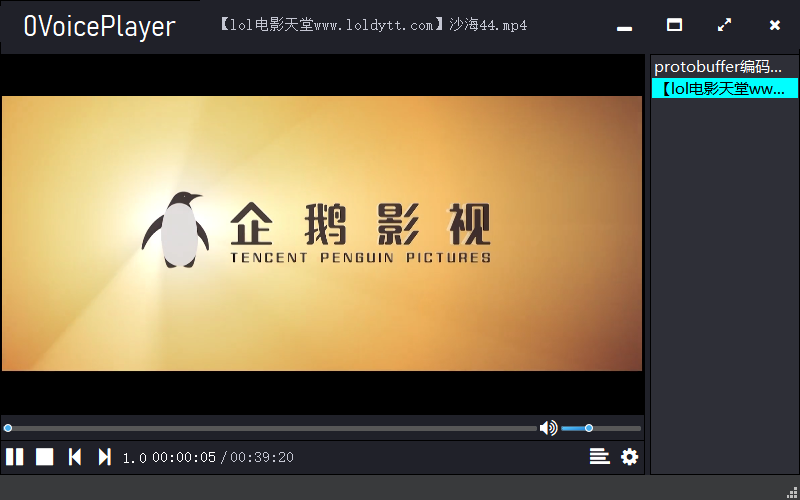 0VoicePlayer
【lol电影天堂www.loldytt.com】沙海44.mp4
protobuffer编码...
【lol电影天堂ww...
企鹅影视
TENCENT PENGUIN PICTURES
1.0 00:00:05 /00:39:20